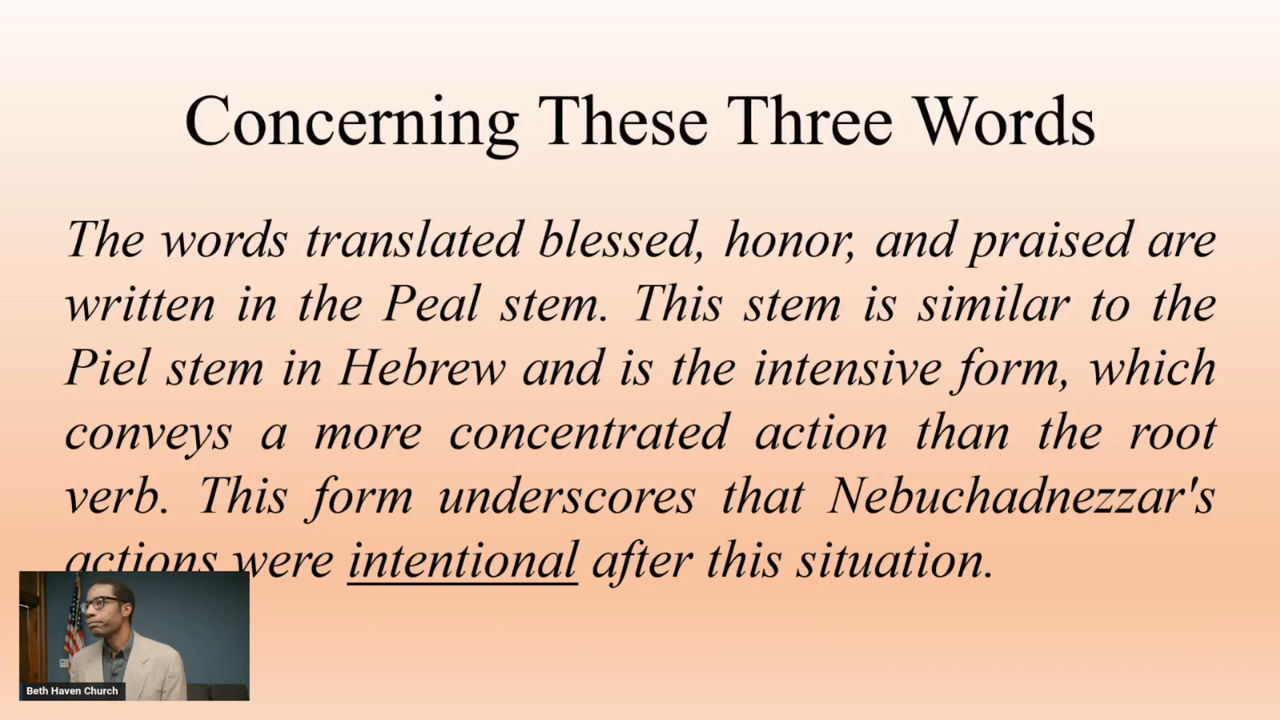 Concerning These Three Words
The words translated blessed, honor, and praised are
written in the Peal stem. This stem is similar to the
Piel stem in Hebrew and is the intensive form, which
conveys a more concentrated action than the root
verb. This form underscores that Nebuchadnezzar's
actions were intentional after this situation.
Beth Haven Church